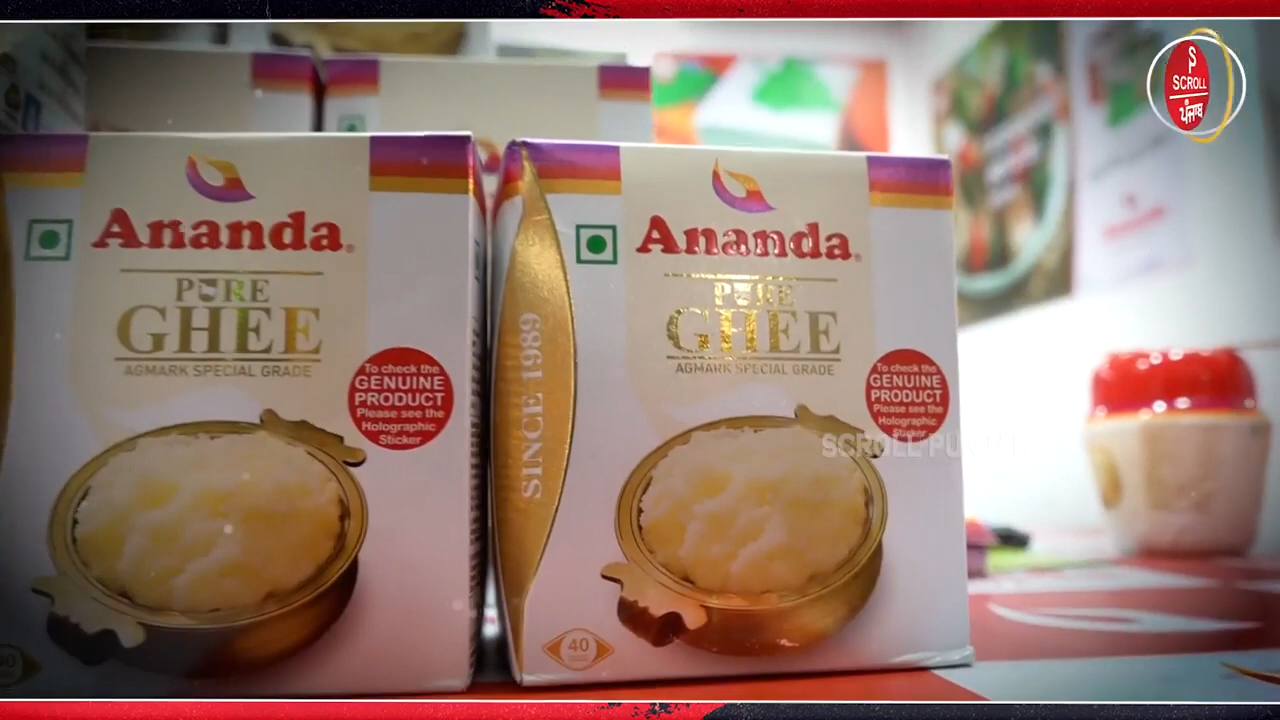 S
SCROLL
ਪੰਜਾਬ
Ananda
PURE
GHEE
AGMARK SPECIAL GRADE
To check the
GENUINE
PRODUCT
Please see the
Holographic
Sticker
SINCE 1989
Ananda
PURE
GHEE
AGMARK SPECIAL GRADE
To check the
GENUINE
PRODUCT
Please see the
Holographic
Sticker
40
SCROLL